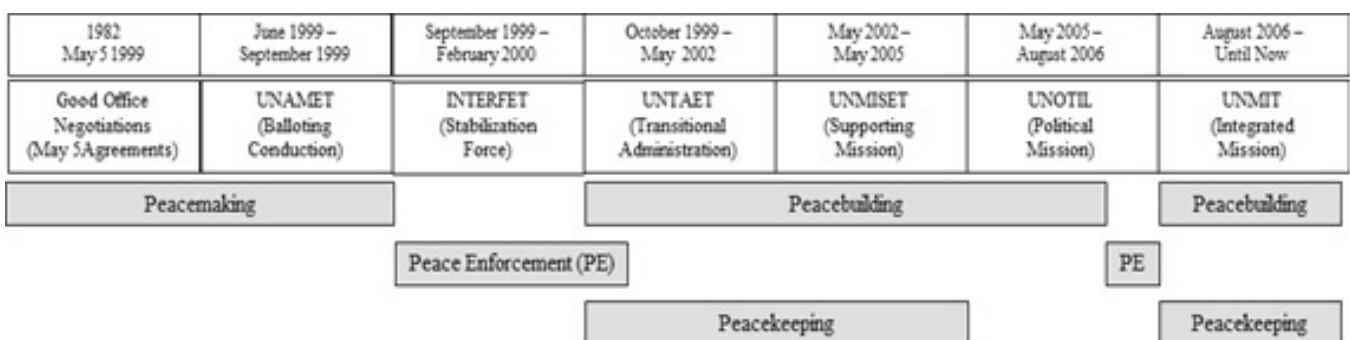 1982
May 5 1999
June 1999 –
September 1999
September 1999 –
February 2000
October 1999 –
May 2002
May 2002 –
May 2005
May 2005 –
August 2006
August 2006 –
Until Now
Good Office
Negotiations
(May 5Agreements)
UNAMET
(Balloting
Conduction)
INTERFET
(Stabilization
Force)
UNTAET
(Transitional
Administration)
UNMISET
(Supporting
Mission)
UNOTIL
(Political
Mission)
UNMIT
(Integrated
Mission)
Peacemaking
Peacebuilding
Peacebuilding
Peace Enforcement (PE)
PE
Peacekeeping
Peacekeeping